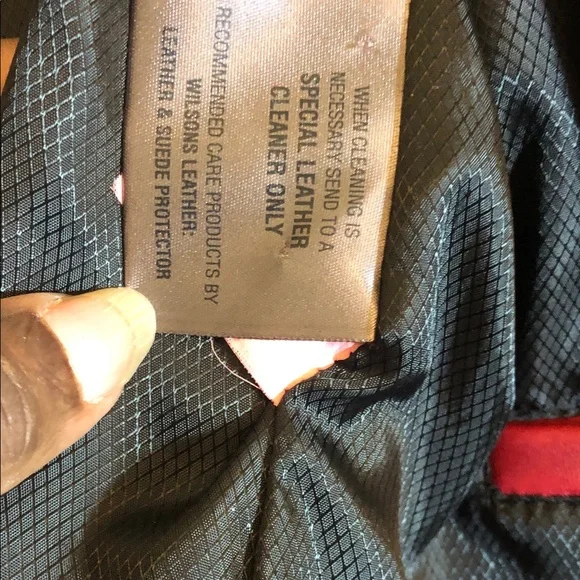 WHEN CLEANING IS
NECESSARY SEND TO A
SPECIAL LEATHER
CLEANER ONLY
RECOMMENDED CARE PRODUCTS BY
WILSONS LEATHER:
LEATHER & SUEDE PROTECTOR